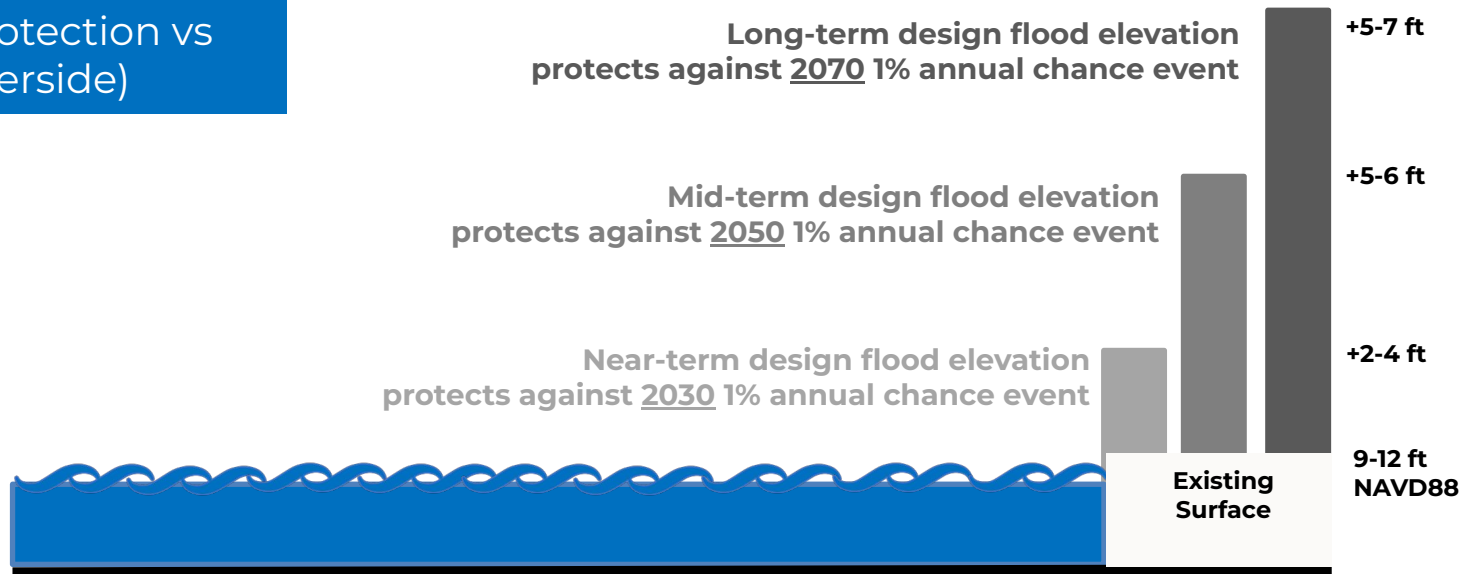 otection vs
erside)
Long-term design flood elevation
protects against 2070 1% annual chance event
+5-7 ft
Mid-term design flood elevation
protects against 2050 1% annual chance event
+5-6 ft
Near-term design flood elevation
protects against 2030 1% annual chance event
+2-4 ft
Existing
Surface
9-12 ft
NAVD88